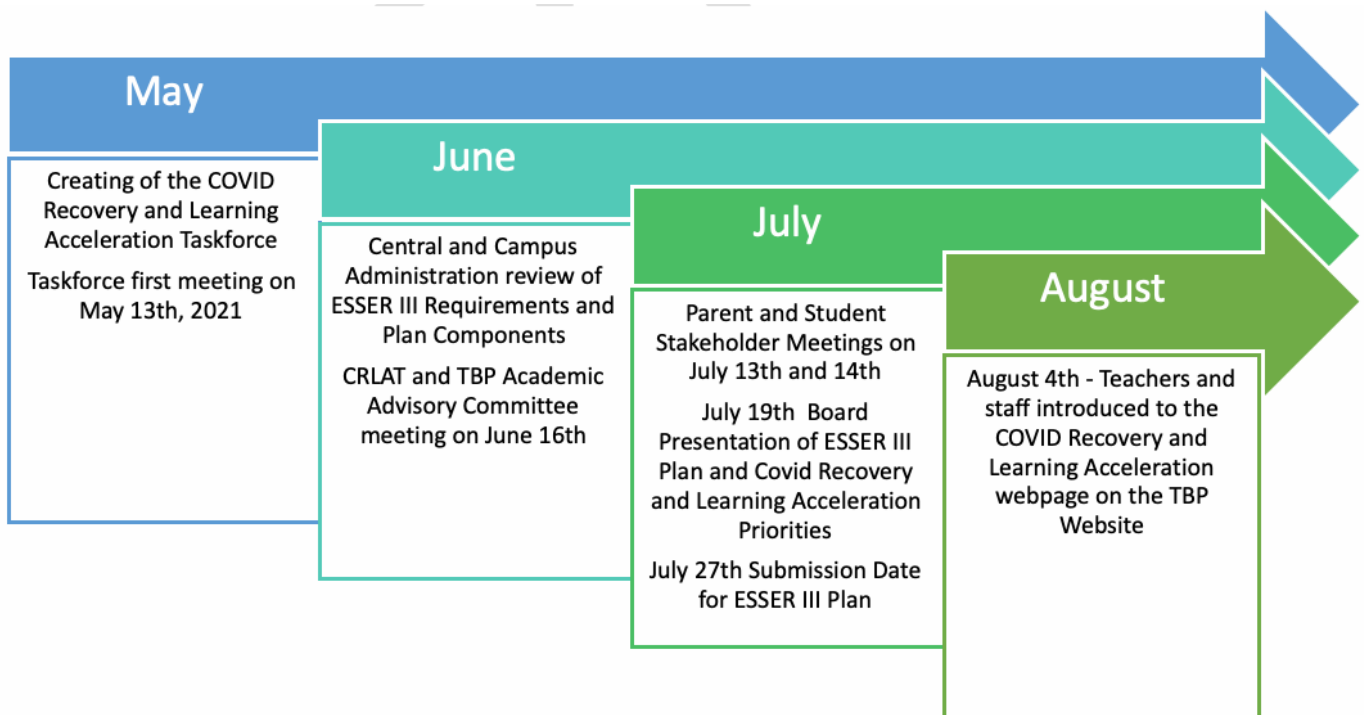 May
Creating of the COVID
Recovery and Learning
Acceleration Taskforce
Taskforce first meeting on
May 13th, 2021
June
Central and Campus
Administration review of
ESSER III Requirements and
Plan Components
CRLAT and TBP Academic
Advisory Committee
meeting on June 16th
July
Parent and Student
Stakeholder Meetings on
July 13th and 14th
July 19th  Board
Presentation of ESSER III
Plan and Covid Recovery
and Learning Acceleration
Priorities
July 27th Submission Date
for ESSER III Plan
August
August 4th - Teachers and
staff introduced to the
COVID Recovery and
Learning Acceleration
webpage on the TBP
Website